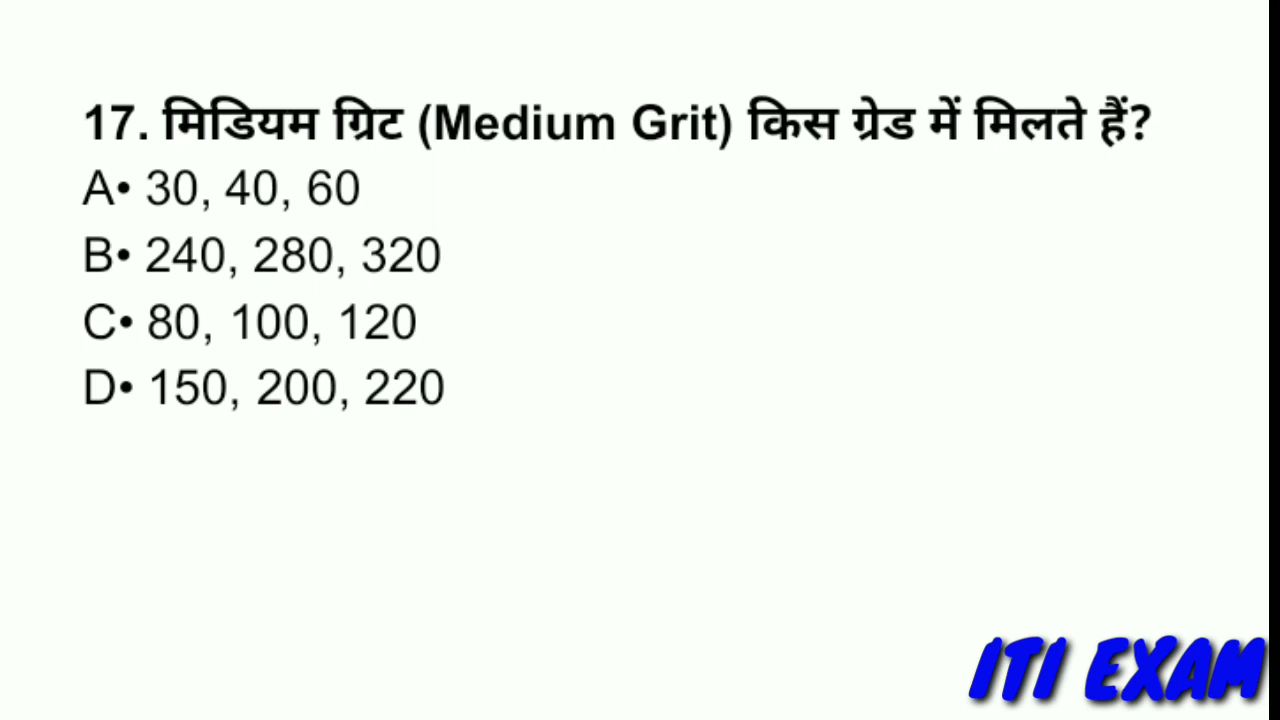 17. मिडियम ग्रिट (Medium Grit) किस ग्रेड में मिलते हैं?
A• 30, 40, 60
B• 240, 280, 320
C• 80, 100, 120
D• 150, 200, 220
ITI EXAM